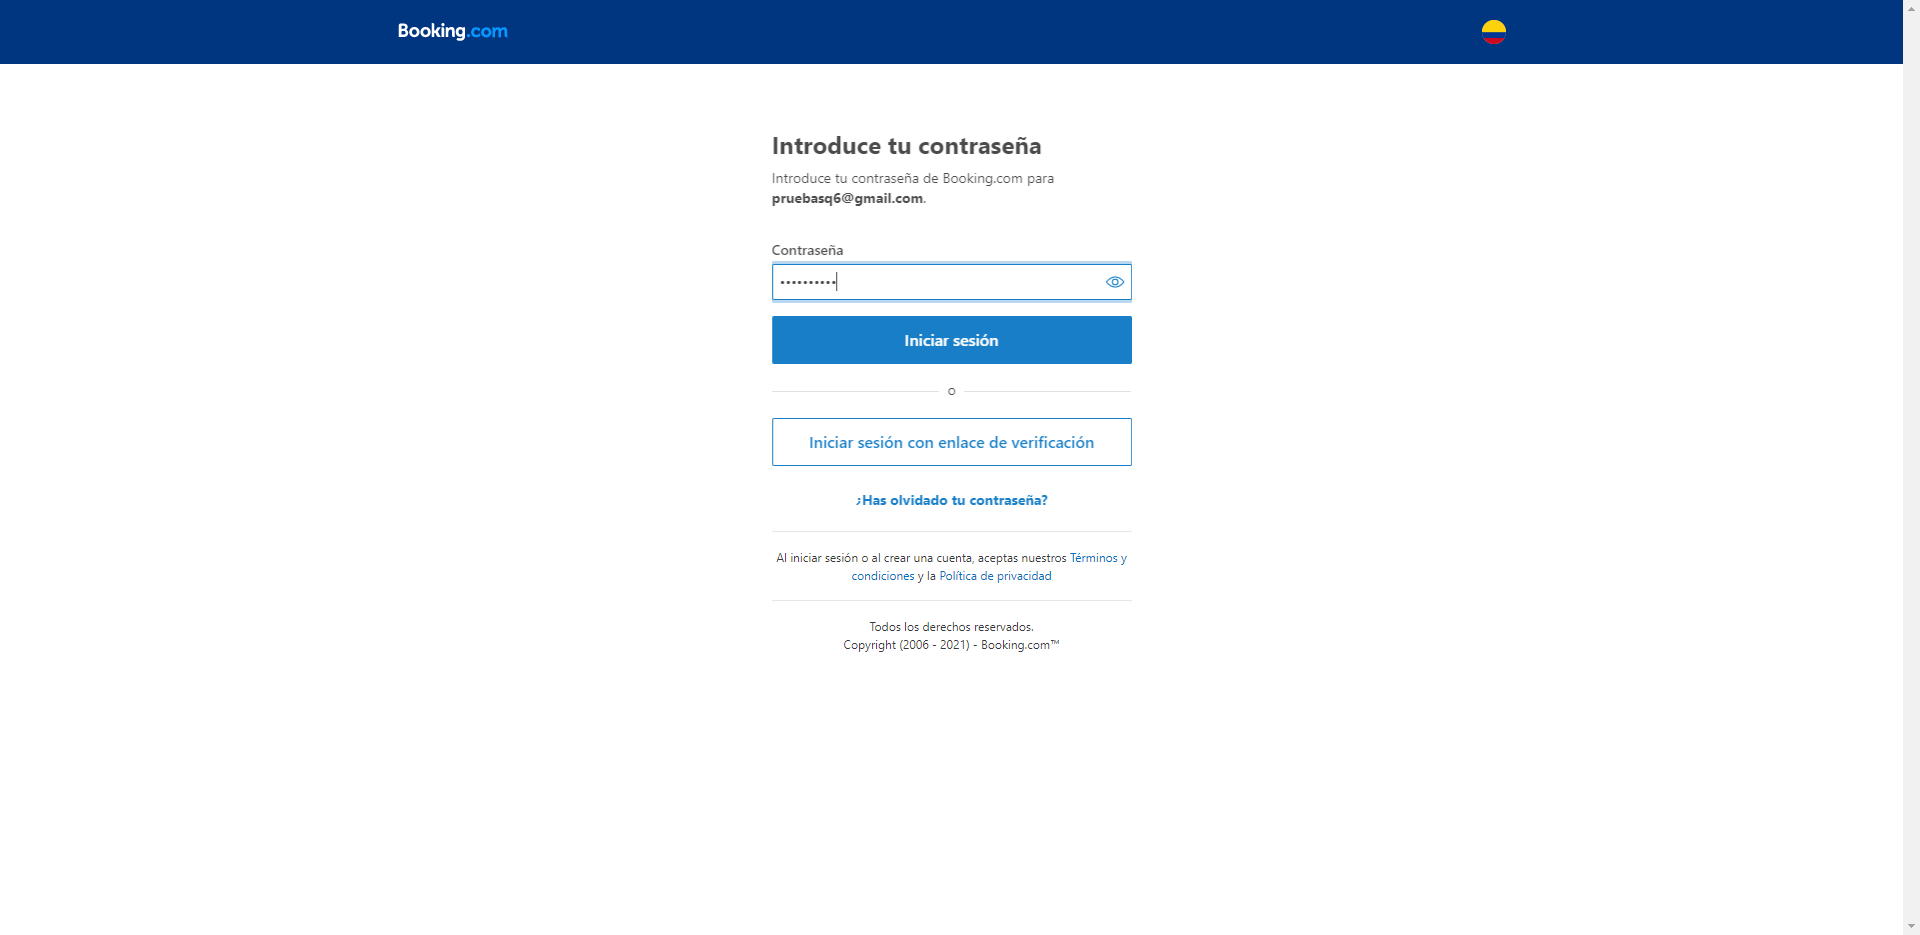 Booking.com
Introduce tu contraseña
Introduce tu contraseña de Booking.com para
pruebasq6@gmail.com.
Contraseña
••••••••••
Iniciar sesión
o
Iniciar sesión con enlace de verificación
¿Has olvidado tu contraseña?
Al iniciar sesión o al crear una cuenta, aceptas nuestros Términos y
condiciones y la Política de privacidad
Todos los derechos reservados.
Copyright (2006 - 2021) - Booking.com™